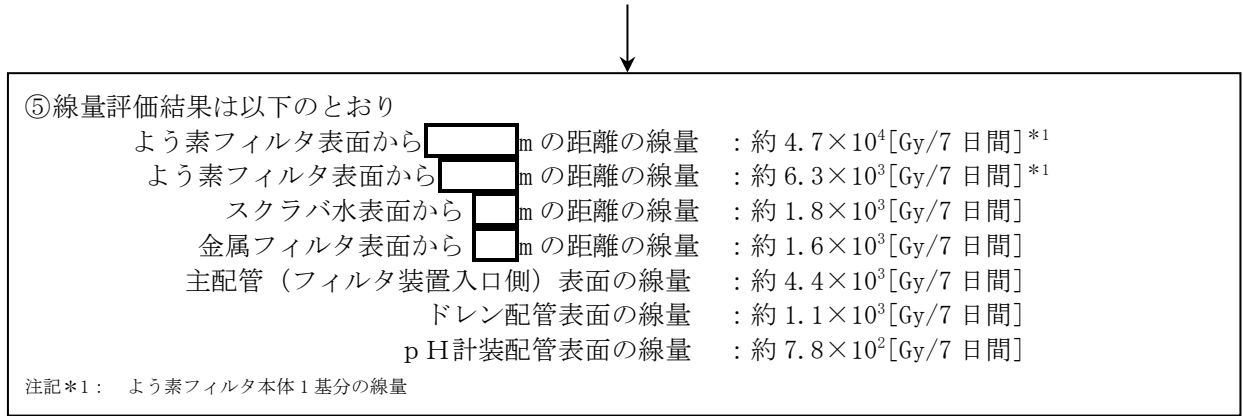 ⑤線量評価結果は以下のとおり
よう素フィルタ表面から m の距離の線量 ：約 4.7×10⁴[Gy/7 日間]*¹
よう素フィルタ表面から m の距離の線量 ：約 6.3×10³[Gy/7 日間]*¹
スクラバ水表面から m の距離の線量 ：約 1.8×10³[Gy/7 日間]
金属フィルタ表面から m の距離の線量 ：約 1.6×10³[Gy/7 日間]
主配管（フィルタ装置入口側）表面の線量 ：約 4.4×10³[Gy/7 日間]
ドレン配管表面の線量 ：約 1.1×10³[Gy/7 日間]
ｐＨ計装配管表面の線量 ：約 7.8×10²[Gy/7 日間]
注記＊1： よう素フィルタ本体 1 基分の線量